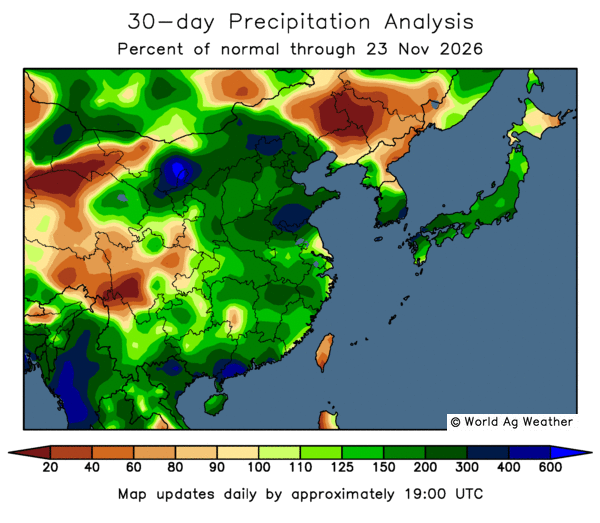 30-day Precipitation Analysis
Percent of normal through 23 Nov 2026
© World Ag Weather
20 40 60 80 90 100 110 125 150 200 300 400 600
Map updates daily by approximately 19:00 UTC